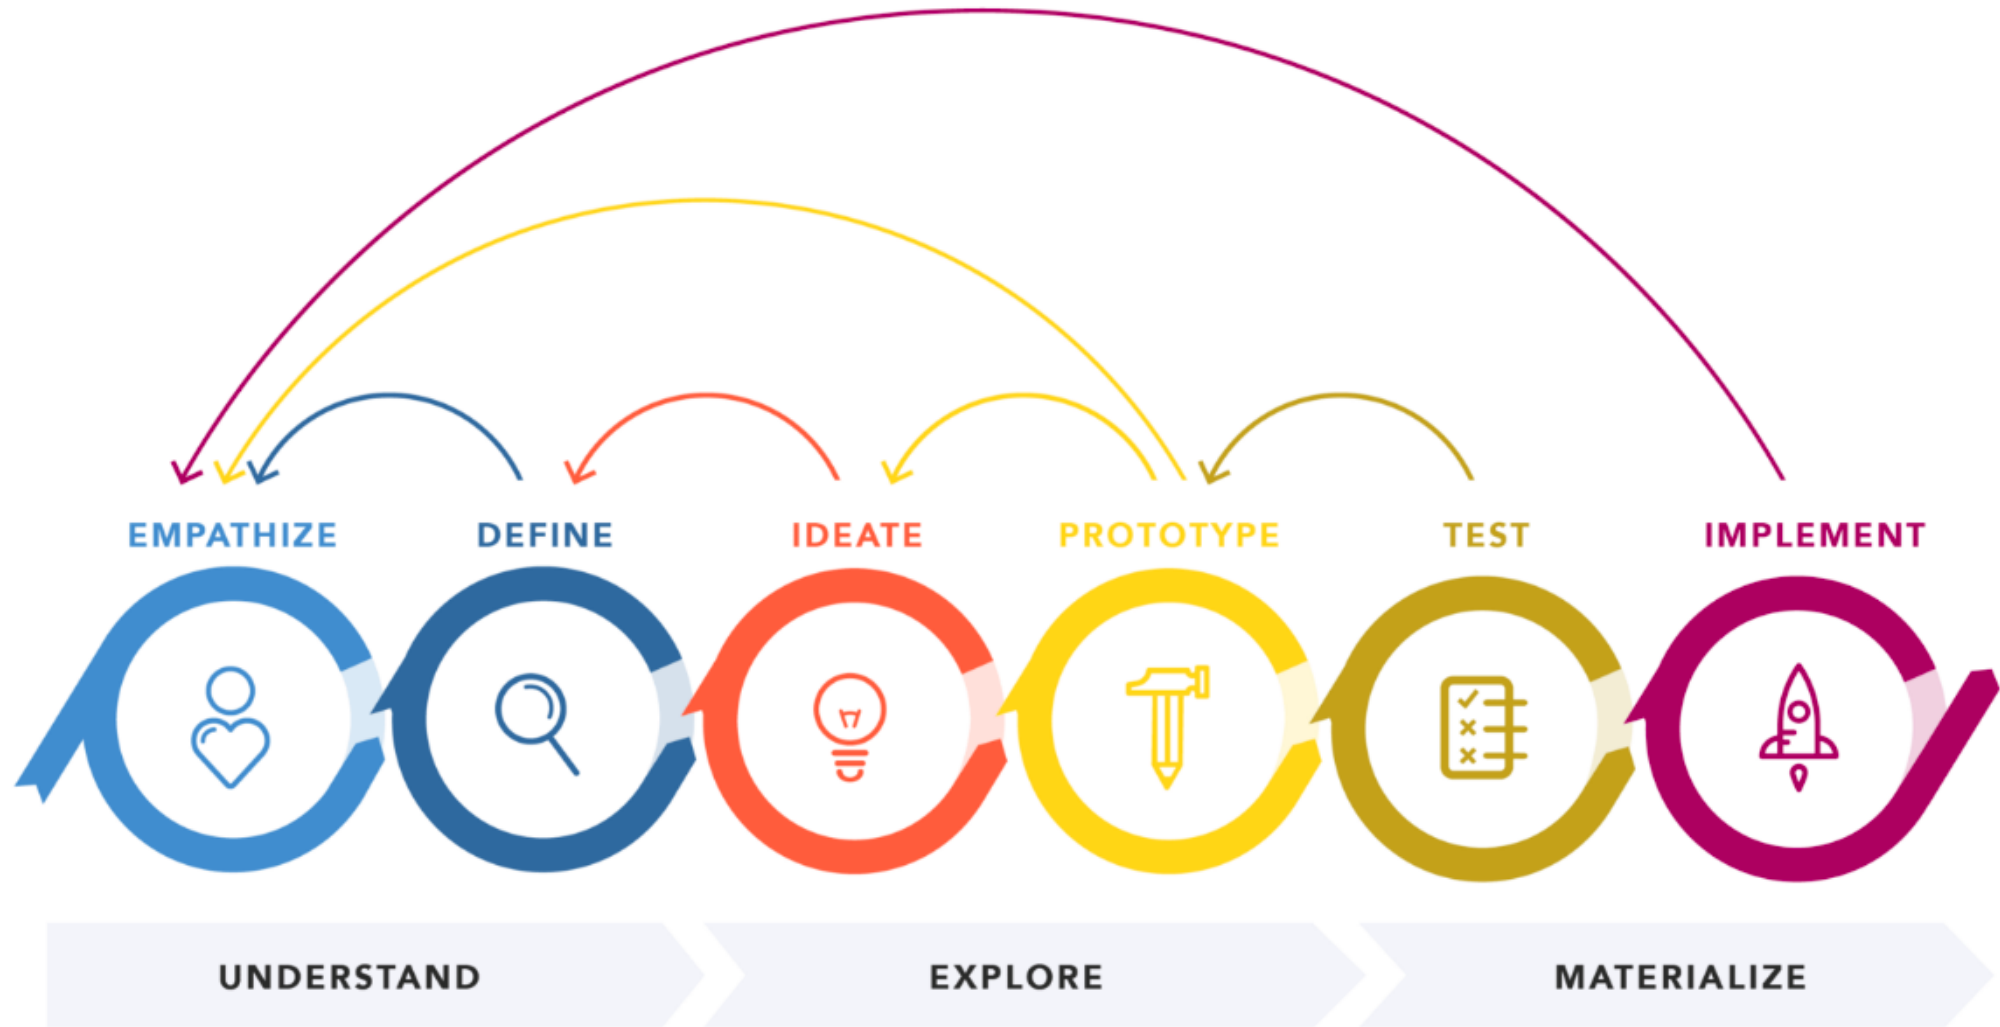 EMPATHIZE
DEFINE
IDEATE
PROTOTYPE
TEST
IMPLEMENT
UNDERSTAND
EXPLORE
MATERIALIZE